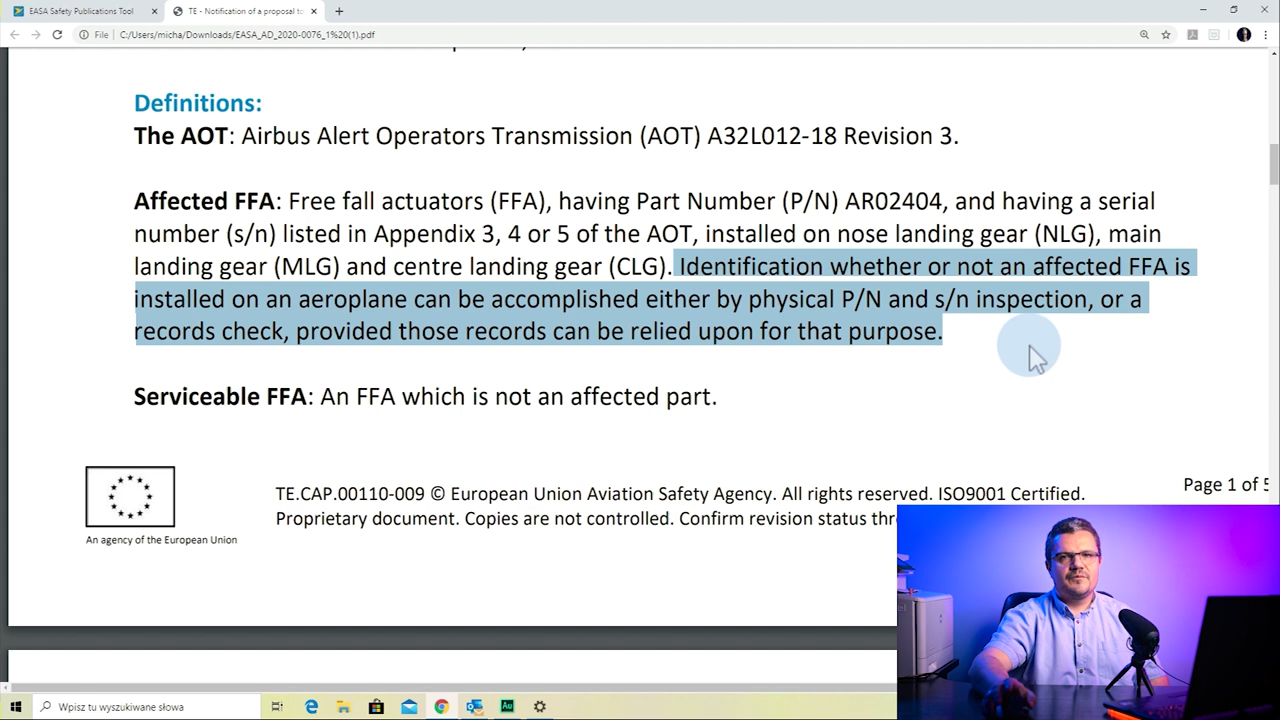 EASA Safety Publications Tool
TE - Notification of a proposal to
File
C:/Users/micha/Downloads/EASA_AD_2020-0076_1%20(1).pdf
Definitions:
The AOT: Airbus Alert Operators Transmission (AOT) A32L012-18 Revision 3.
Affected FFA: Free fall actuators (FFA), having Part Number (P/N) AR02404, and having a serial
number (s/n) listed in Appendix 3, 4 or 5 of the AOT, installed on nose landing gear (NLG), main
landing gear (MLG) and centre landing gear (CLG). Identification whether or not an affected FFA is
installed on an aeroplane can be accomplished either by physical P/N and s/n inspection, or a
records check, provided those records can be relied upon for that purpose.
Serviceable FFA: An FFA which is not an affected part.
Page 1 of 5
TE.CAP.00110-009 © European Union Aviation Safety Agency. All rights reserved. ISO9001 Certified.
Proprietary document. Copies are not controlled. Confirm revision status
An agency of the European Union
Wpisz tu wyszukiwane słowa
Au